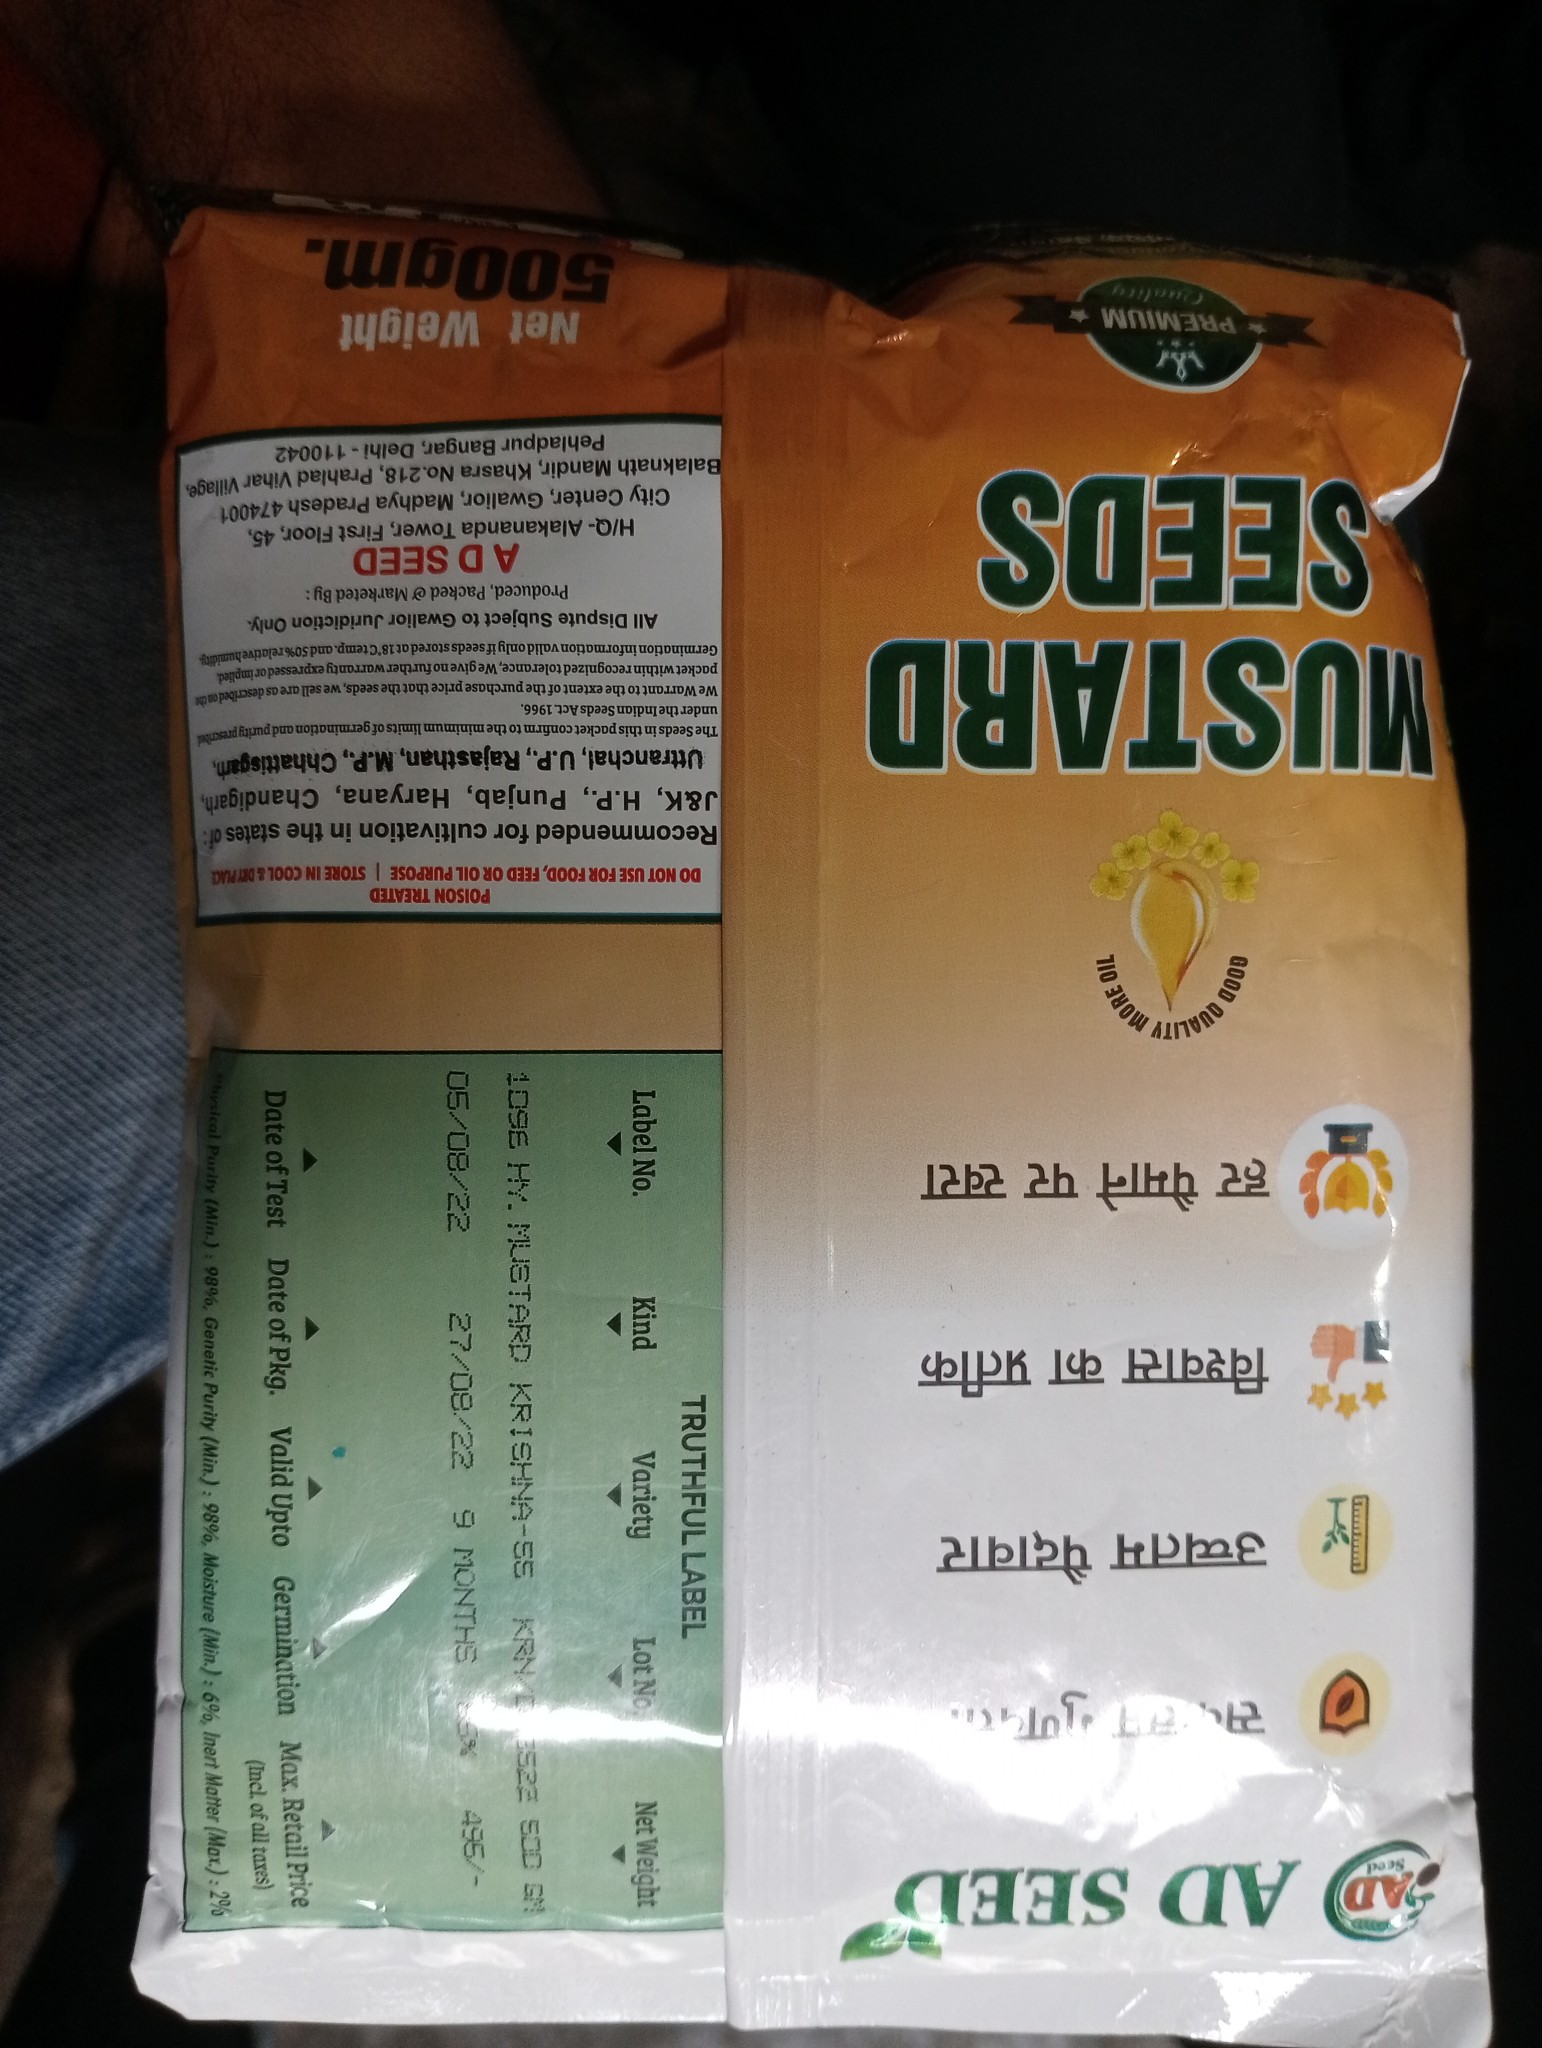 AD Seed
AD SEED
उच्चतम पैदावार
विश्वास का प्रतीक
हर पैमाने पर खरा
GOOD QUALITY MORE OIL
MUSTARD
SEEDS
PREMIUM
Quality
TRUTHFUL LABEL
Label No. Kind Variety Lot No. Net Weight
HY. MUSTARD KRISHNA-55 500 GM
05/08/22 27/08/22 9 MONTHS 495/-
Date of Test Date of Pkg. Valid Upto Germination Max. Retail Price
(Incl. of all taxes)
Physical Purity (Min.) : 98%, Genetic Purity (Min.) : 98%, Moisture (Min.) : 6%, Inert Matter (Max.) : 2%
POISON TREATED
DO NOT USE FOR FOOD, FEED OR OIL PURPOSE | STORE IN COOL & DRY PLACE
Recommended for cultivation in the states of :
J&K, H.P., Punjab, Haryana, Chandigarh,
Uttranchal, U.P., Rajasthan, M.P., Chhattisgarh,
The Seeds in this packet confirm to the minimum limits of germination and purity prescribed
under the Indian Seeds Act. 1966.
We Warrant to the extent of the purchase price that the seeds, we sell are as described on the
packet within recognized tolerance, We give no further warranty expressed or implied.
Germination information valid only if seeds stored at 18°C temp. and 50% relative humidity.
All Dispute Subject to Gwalior Juridiction Only.
Produced, Packed & Marketed By :
A D SEED
H/Q- Alakananda Tower, First Floor, 45,
City Center, Gwalior, Madhya Pradesh 474001
Balaknath Mandir, Khasra No.218, Prahlad Vihar Village,
Pehladpur Bangar, Delhi - 110042
Net Weight
500gm.